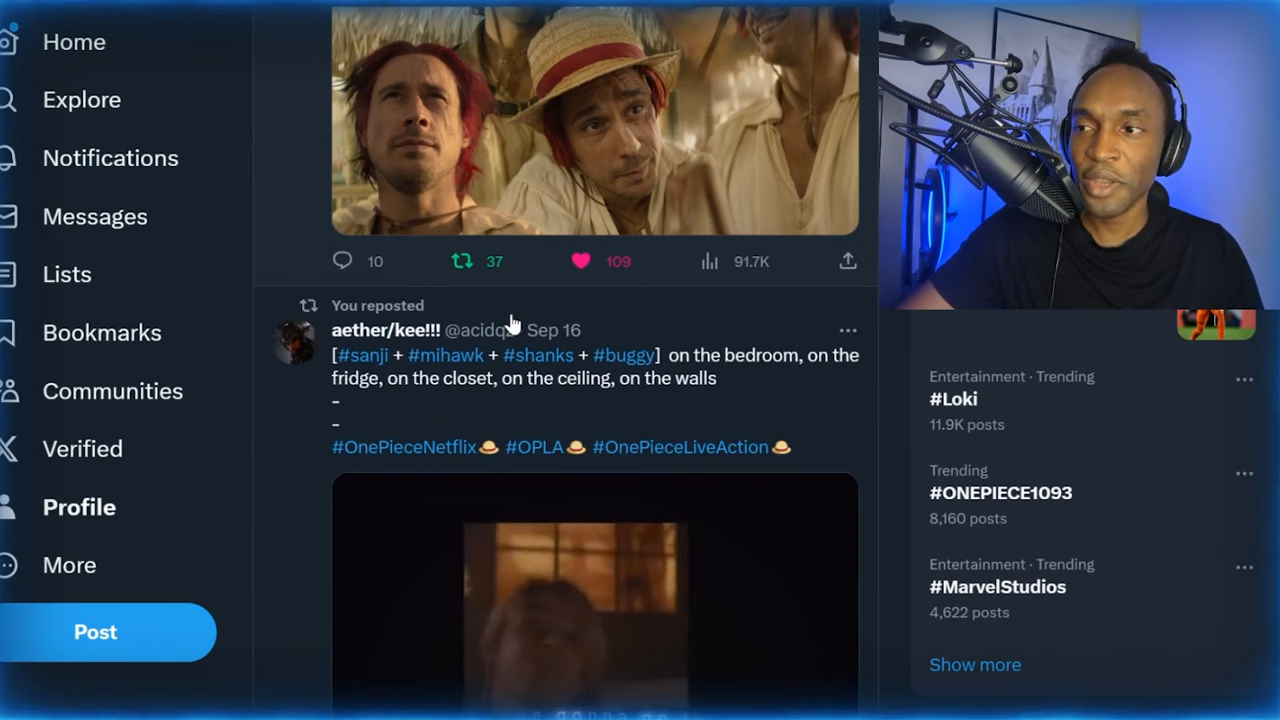 Home
Explore
Notifications
Messages
Lists
Bookmarks
Communities
Verified
Profile
More
Post
10
37
109
91.7K
You reposted
aether/kee!!! Sep 16
[#sanji + #mihawk + #shanks + #buggy] on the bedroom, on the
fridge, on the closet, on the ceiling, on the walls
-
-
#OnePieceNetflix #OPLA #OnePieceLiveAction
Entertainment · Trending
#Loki
11.9K posts
Trending
#ONEPIECE1093
8,160 posts
Entertainment · Trending
#MarvelStudios
4,622 posts
Show more